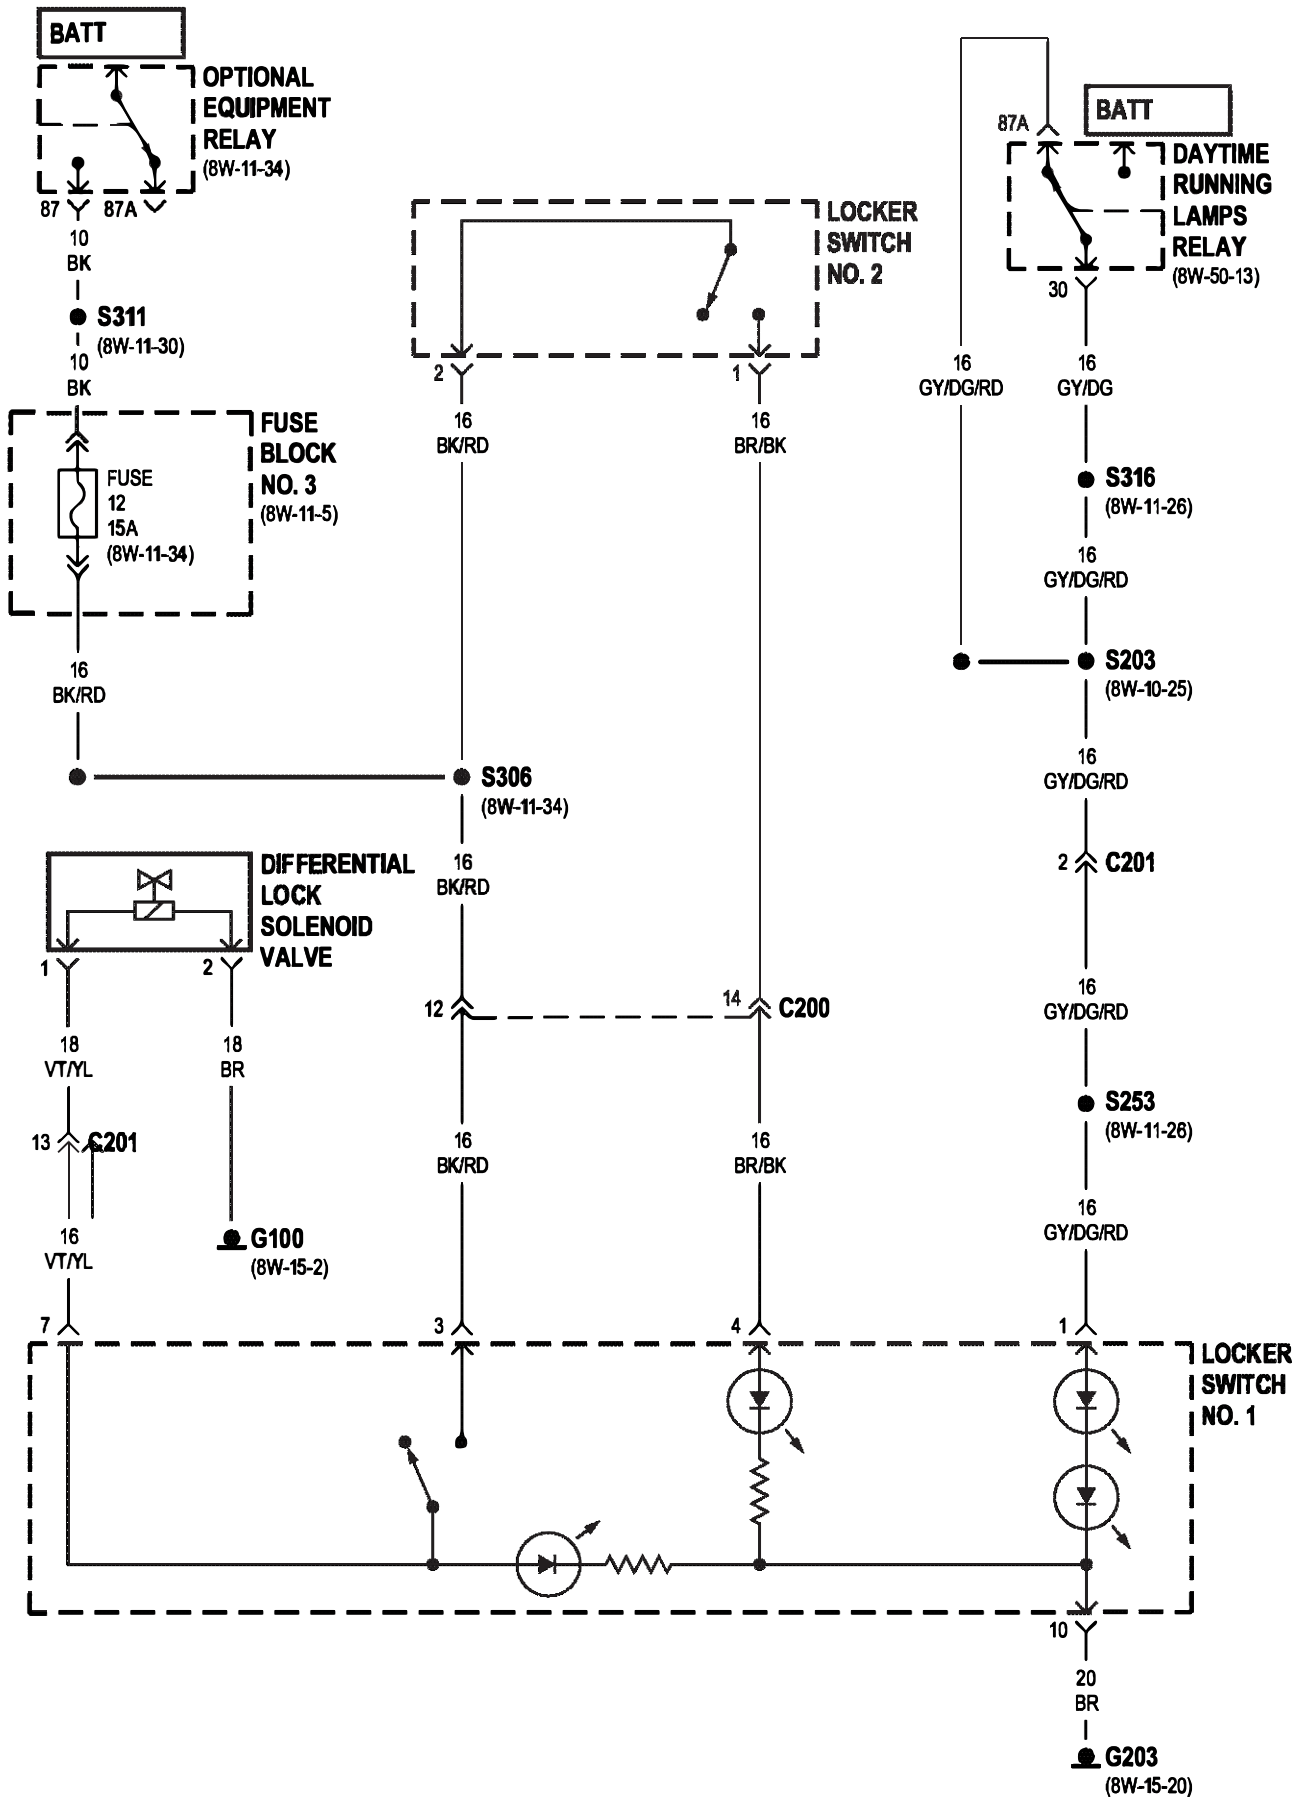 BATT
OPTIONAL
EQUIPMENT
RELAY
(8W-11-34)
87
87A
10
BK
S311
(8W-11-30)
10
BK
FUSE
BLOCK
NO. 3
(8W-11-5)
FUSE
12
15A
(8W-11-34)
16
BK/RD
DIFFERENTIAL
LOCK
SOLENOID
VALVE
1
2
18
VT/YL
18
BR
13
C201
16
VT/YL
G100
(8W-15-2)
7
LOCKER
SWITCH
NO. 2
2
1
16
BK/RD
16
BR/BK
S306
(8W-11-34)
16
BK/RD
12
14
C200
16
BK/RD
16
BR/BK
3
4
BATT
87A
DAYTIME
RUNNING
LAMPS
RELAY
(8W-50-13)
30
16
GY/DG/RD
16
GY/DG
S316
(8W-11-26)
16
GY/DG/RD
S203
(8W-10-25)
16
GY/DG/RD
2
C201
16
GY/DG/RD
S253
(8W-11-26)
16
GY/DG/RD
1
LOCKER
SWITCH
NO. 1
10
20
BR
G203
(8W-15-20)